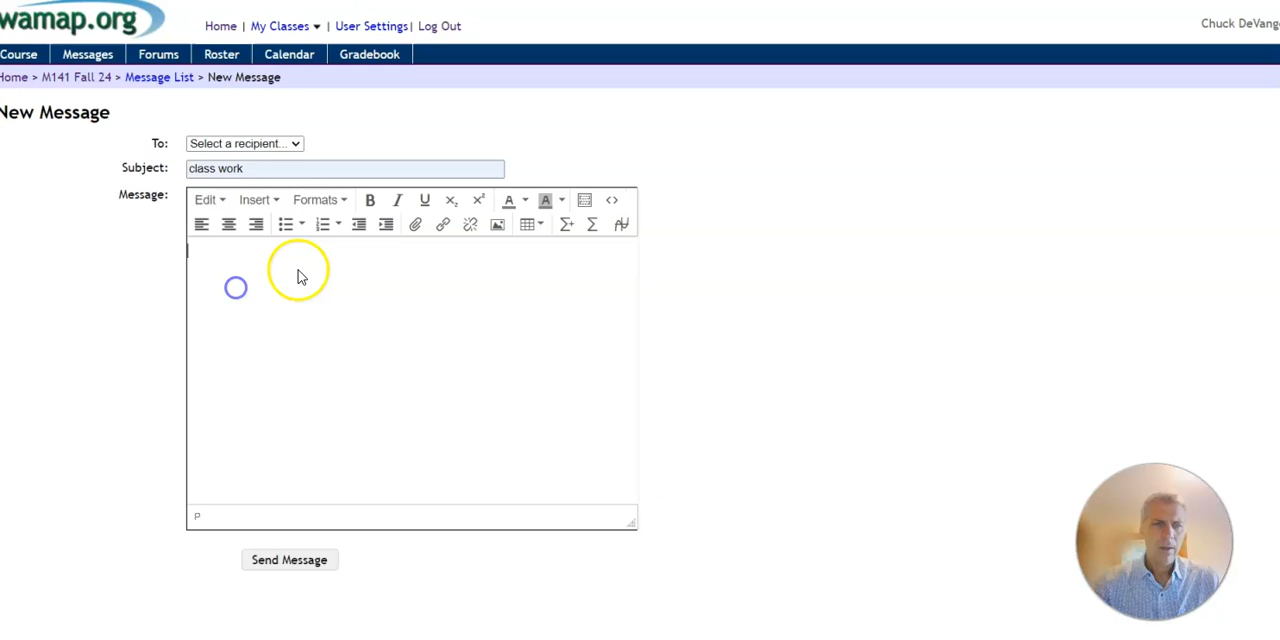 wamap.org
Home | My Classes | User Settings | Log Out
Chuck DeVang
Course Messages Forums Roster Calendar Gradebook
Home > M141 Fall 24 > Message List > New Message
New Message
To: Select a recipient...
Subject: class work
Message: Edit Insert Formats B I U x₂ x² A A <>
P
Send Message